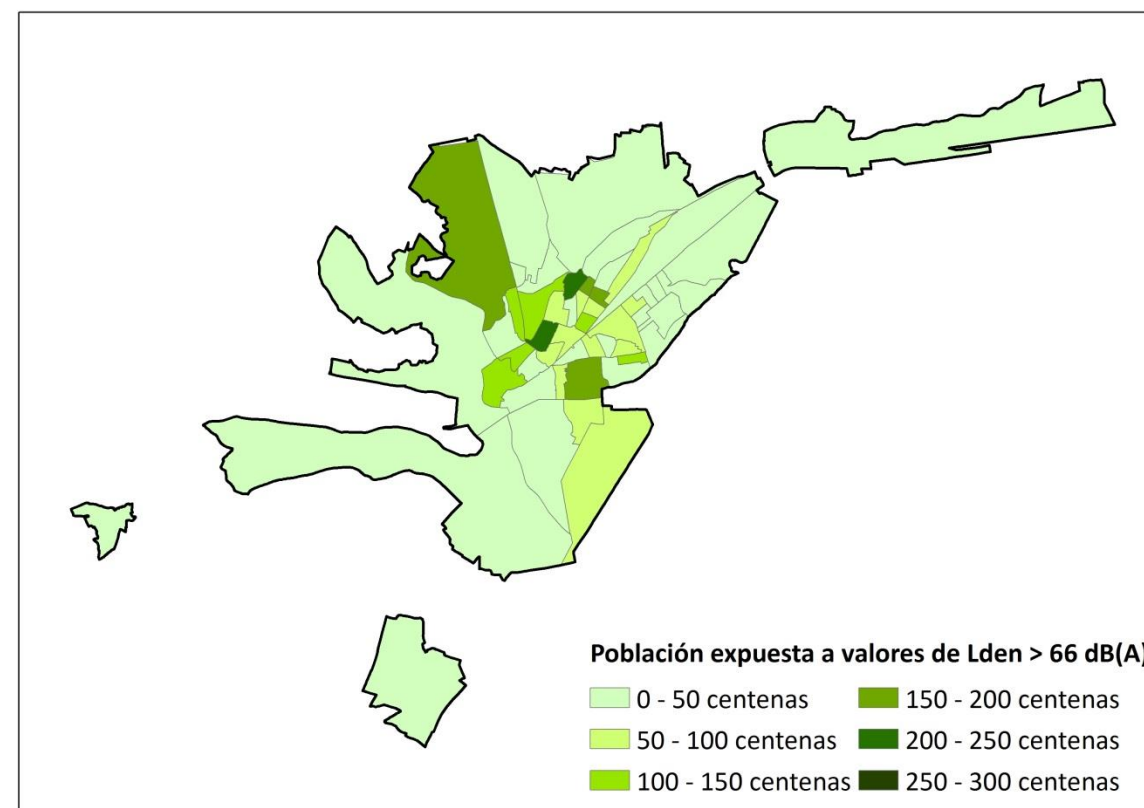 Población expuesta a valores de Lden > 66 dB(A)
0 - 50 centenas
150 - 200 centenas
50 - 100 centenas
200 - 250 centenas
100 - 150 centenas
250 - 300 centenas